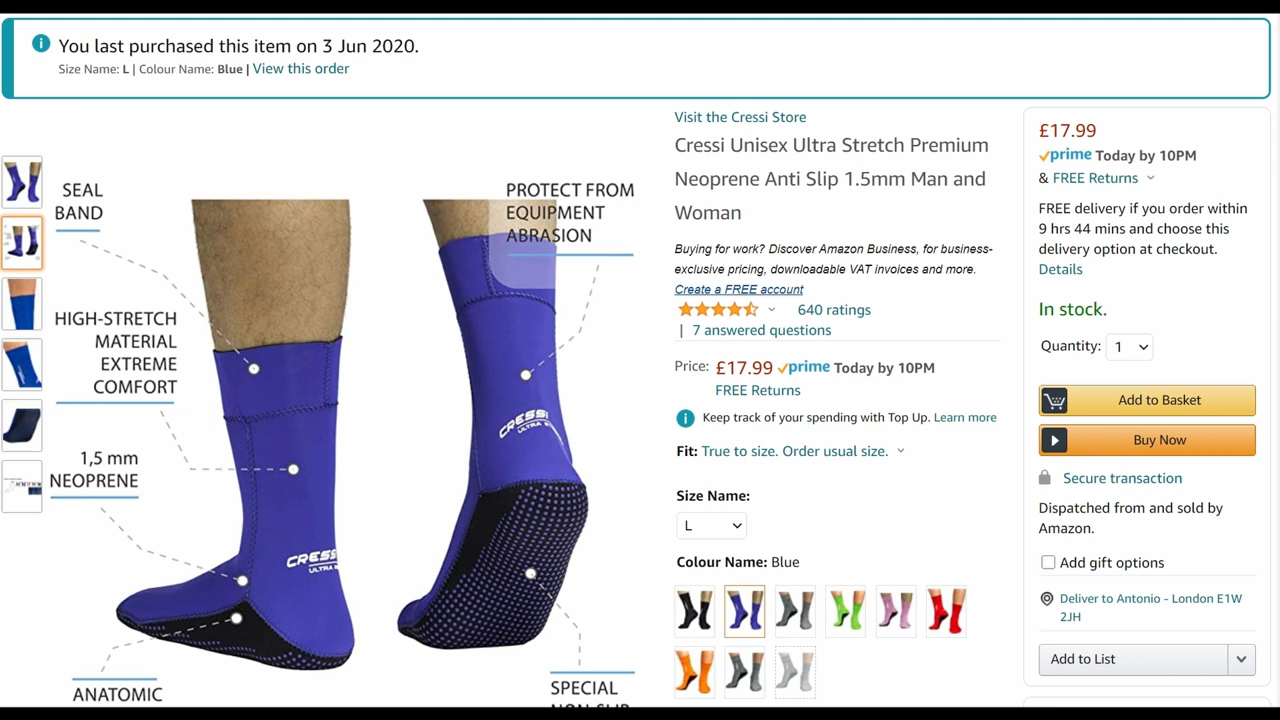 You last purchased this item on 3 Jun 2020.
Size Name: L | Colour Name: Blue | View this order
SEAL
BAND
HIGH-STRETCH
MATERIAL
EXTREME
COMFORT
1,5 mm
NEOPRENE
ANATOMIC
PROTECT FROM
EQUIPMENT
ABRASION
CRESSI
ULTRA
CRESSI
ULTRA
SPECIAL
NON-SLIP
Visit the Cressi Store
Cressi Unisex Ultra Stretch Premium
Neoprene Anti Slip 1.5mm Man and
Woman
Buying for work? Discover Amazon Business, for business-
exclusive pricing, downloadable VAT invoices and more.
Create a FREE account
640 ratings
| 7 answered questions
Price: £17.99 prime Today by 10PM
FREE Returns
Keep track of your spending with Top Up. Learn more
Fit: True to size. Order usual size.
Size Name:
L
Colour Name: Blue
£17.99
prime Today by 10PM
& FREE Returns
FREE delivery if you order within
9 hrs 44 mins and choose this
delivery option at checkout.
Details
In stock.
Quantity: 1
Add to Basket
Buy Now
Secure transaction
Dispatched from and sold by
Amazon.
Add gift options
Deliver to Antonio - London E1W
2JH
Add to List